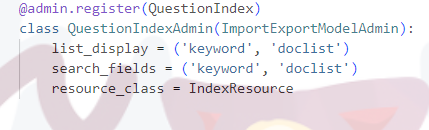 @admin.register(QuestionIndex)
class QuestionIndexAdmin(ImportExportModelAdmin):
    list_display = ('keyword', 'doclist')
    search_fields = ('keyword', 'doclist')
    resource_class = IndexResource